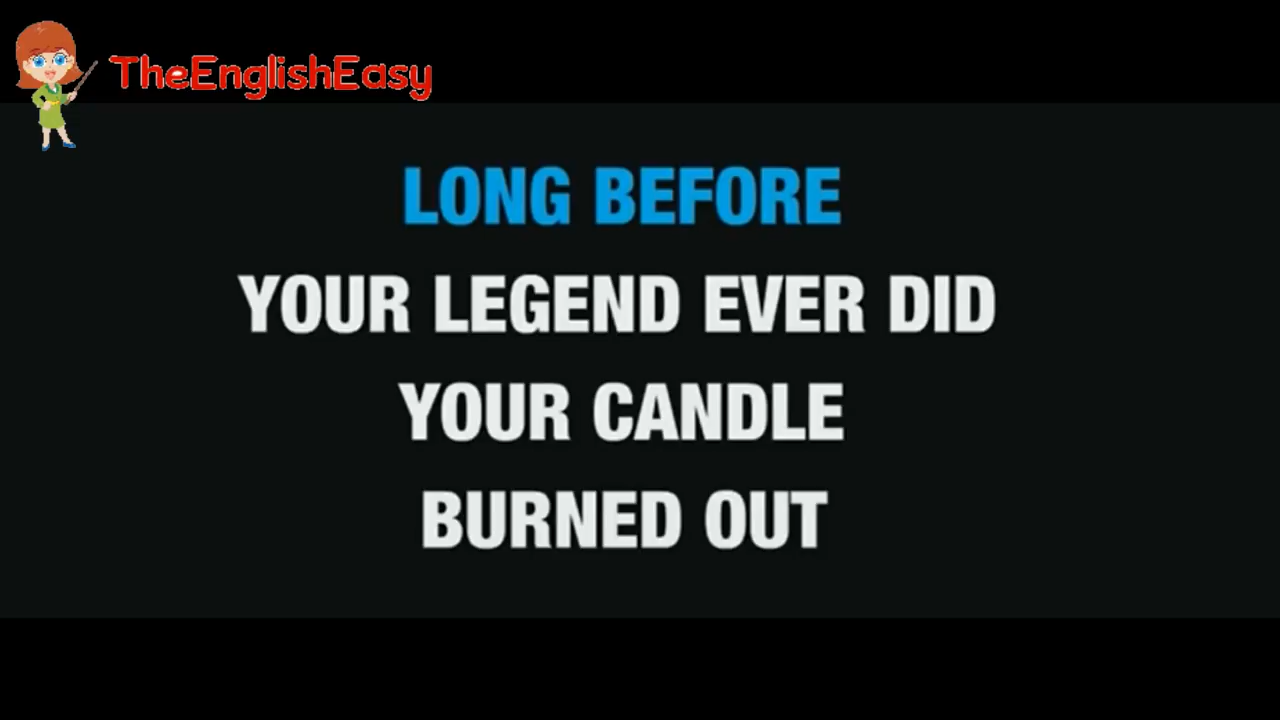 TheEnglishEasy
LONG BEFORE
YOUR LEGEND EVER DID
YOUR CANDLE
BURNED OUT